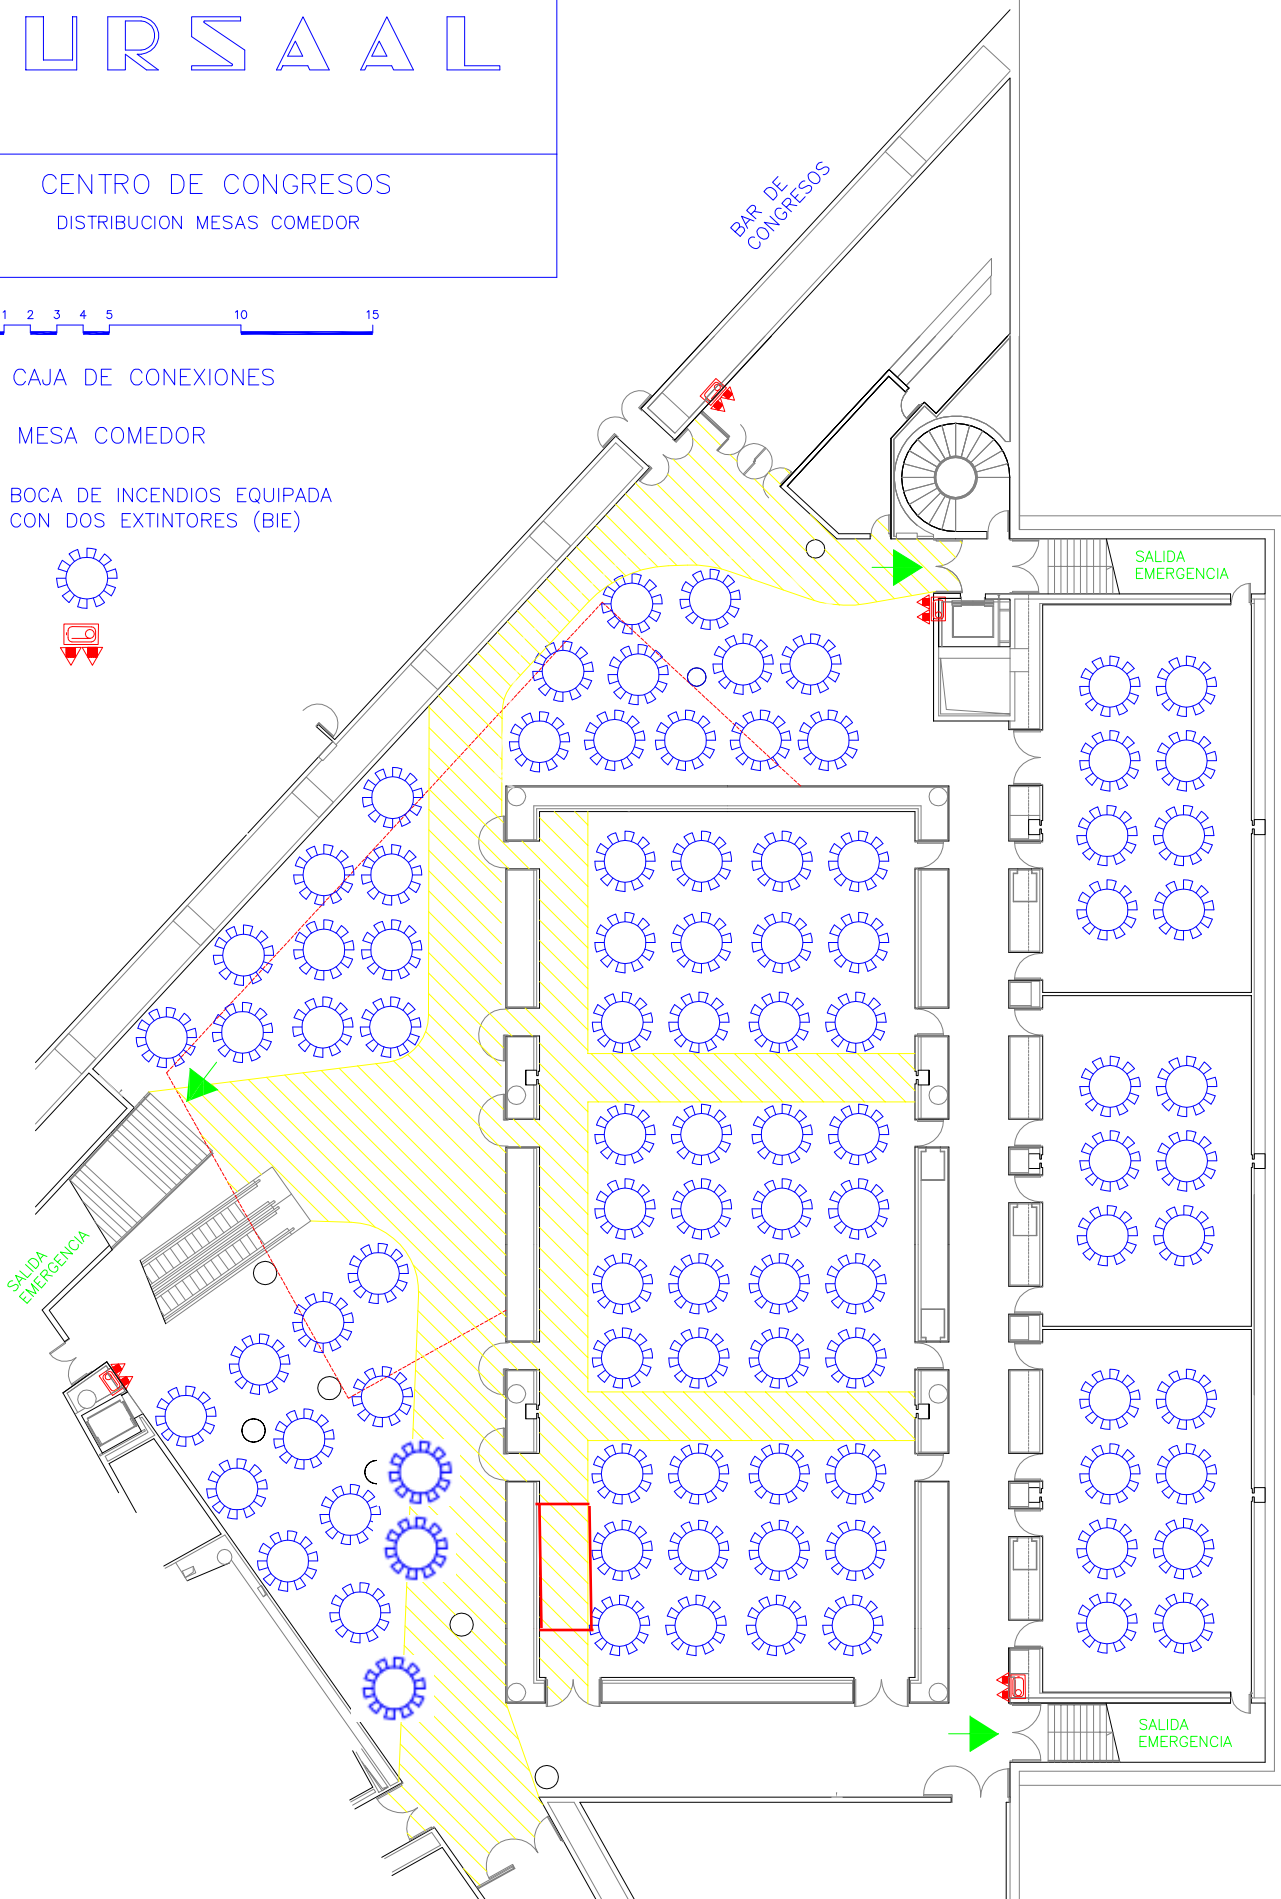 URSAAL
CENTRO DE CONGRESOS
DISTRIBUCION MESAS COMEDOR
1 2 3 4 5 10 15
CAJA DE CONEXIONES
MESA COMEDOR
BOCA DE INCENDIOS EQUIPADA
CON DOS EXTINTORES (BIE)
BAR DE
CONGRESOS
SALIDA
EMERGENCIA
SALIDA
EMERGENCIA
SALIDA
EMERGENCIA